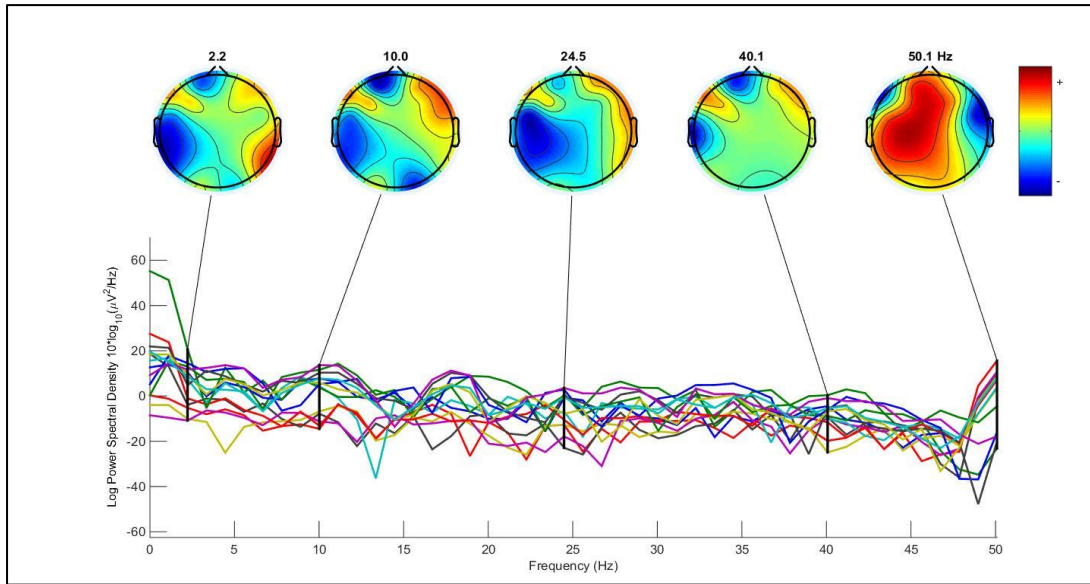 2.2 10.0 24.5 40.1 50.1 Hz
+
-
Log Power Spectral Density 10*log10(μV2/Hz)
60
40
20
0
-20
-40
-60
0 5 10 15 20 25 30 35 40 45 50
Frequency (Hz)